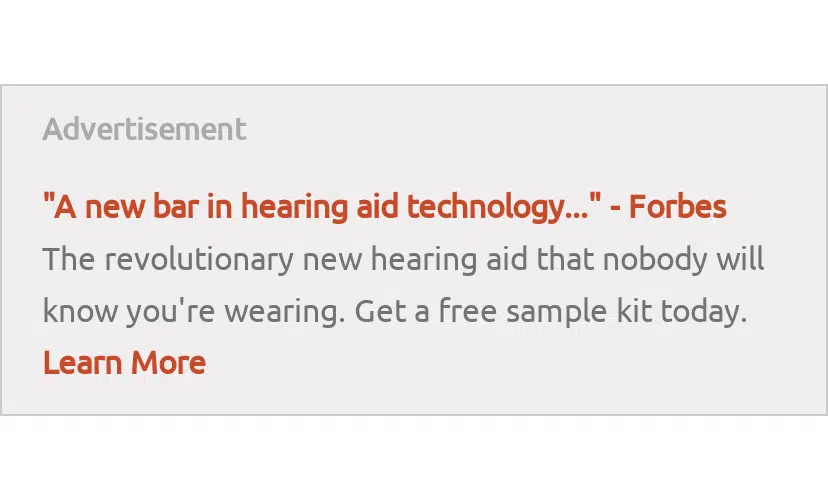 Advertisement
"A new bar in hearing aid technology..." - Forbes
The revolutionary new hearing aid that nobody will
know you're wearing. Get a free sample kit today.
Learn More